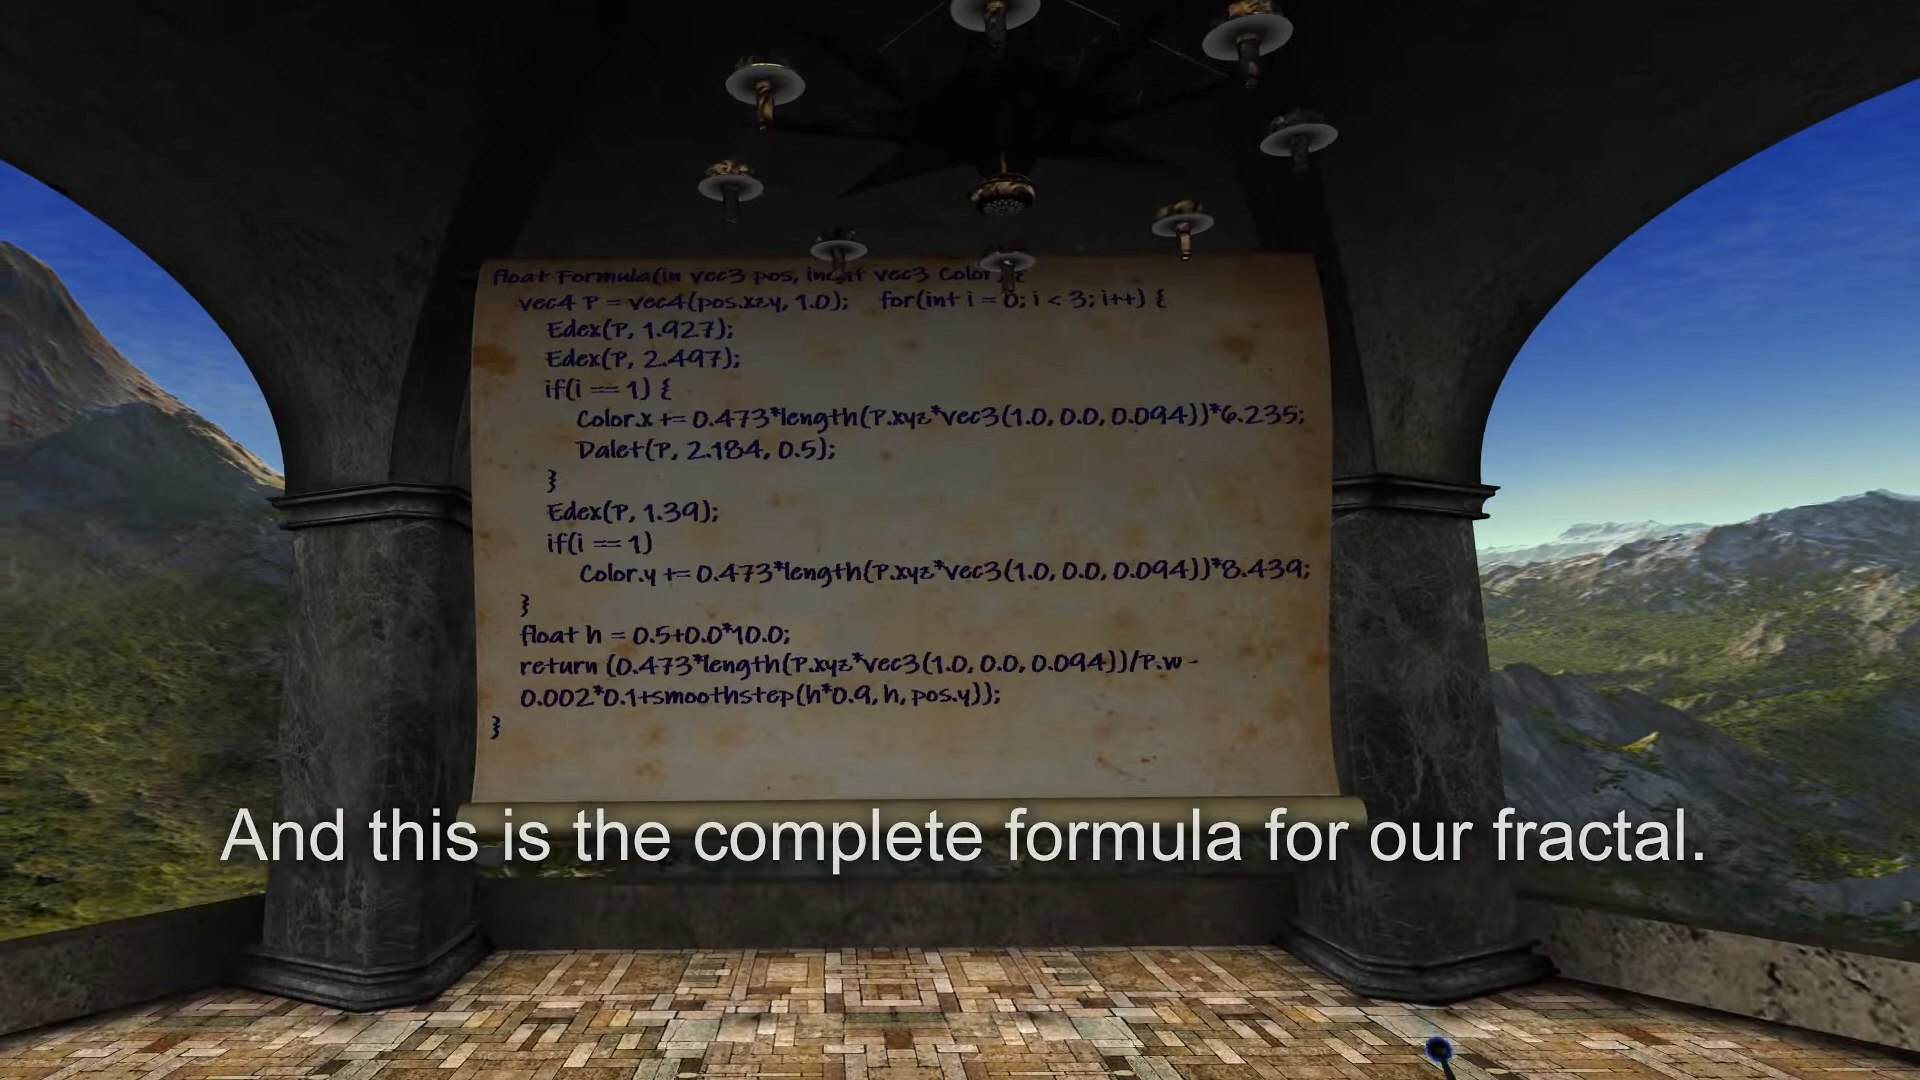 float Formula(in vec3 pos, inout vec3 Color) {
vec4 P = vec4(pos.xzy, 1.0); for(int i = 0; i < 3; i++) {
Edex(P, 1.927);
Edex(P, 2.497);
if(i == 1) {
Color.x += 0.473*length(P.xyz*vec3(1.0, 0.0, 0.094))*6.235;
Dalet(P, 2.184, 0.5);
}
Edex(P, 1.39);
if(i == 1)
Color.y += 0.473*length(P.xyz*vec3(1.0, 0.0, 0.094))*8.439;
}
float h = 0.5+0.0*10.0;
return (0.473*length(P.xyz*vec3(1.0, 0.0, 0.094))/P.w -
0.002*0.1+smoothstep(h*0.9, h, pos.y));
}
And this is the complete formula for our fractal.